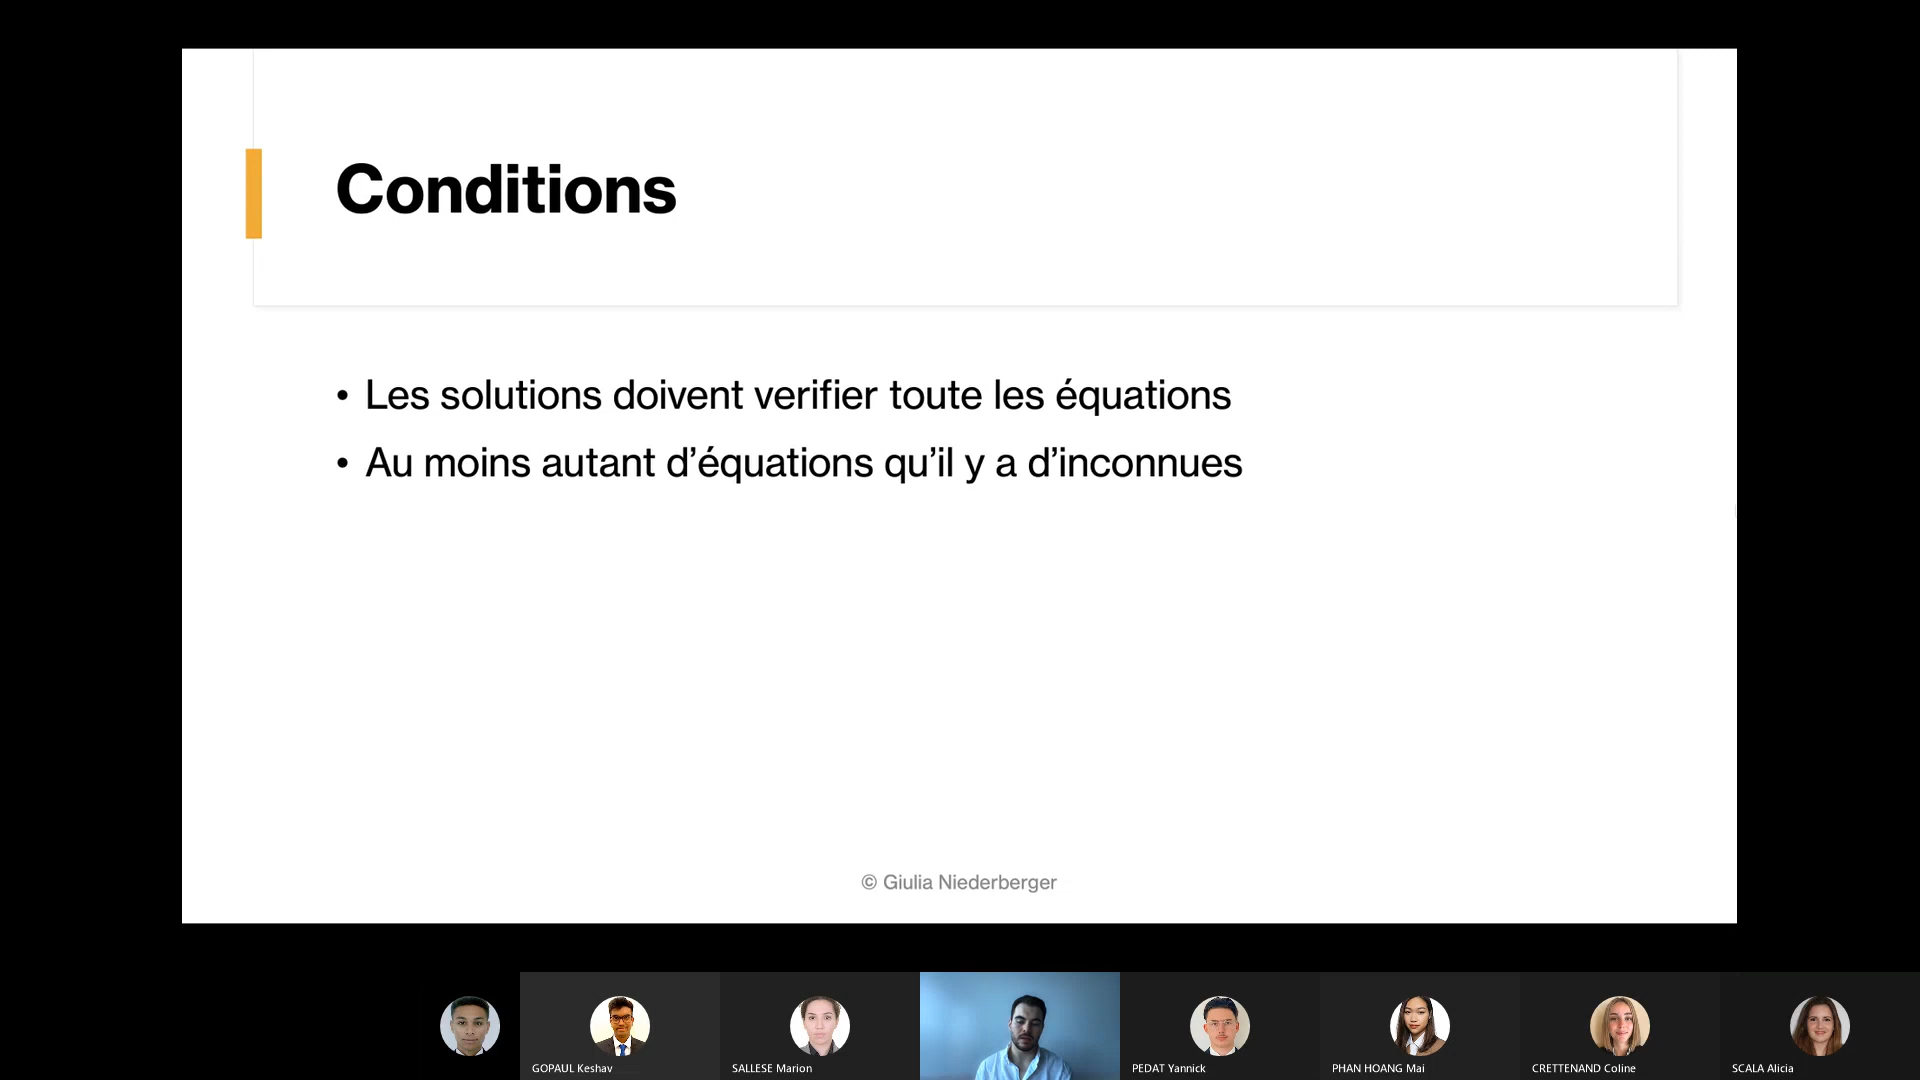 Conditions
• Les solutions doivent verifier toute les équations
• Au moins autant d’équations qu’il y a d’inconnues
© Giulia Niederberger
GOPAUL Keshav
SALLESE Marion
PEDAT Yannick
PHAN HOANG Mai
CRETTENAND Coline
SCALA Alicia